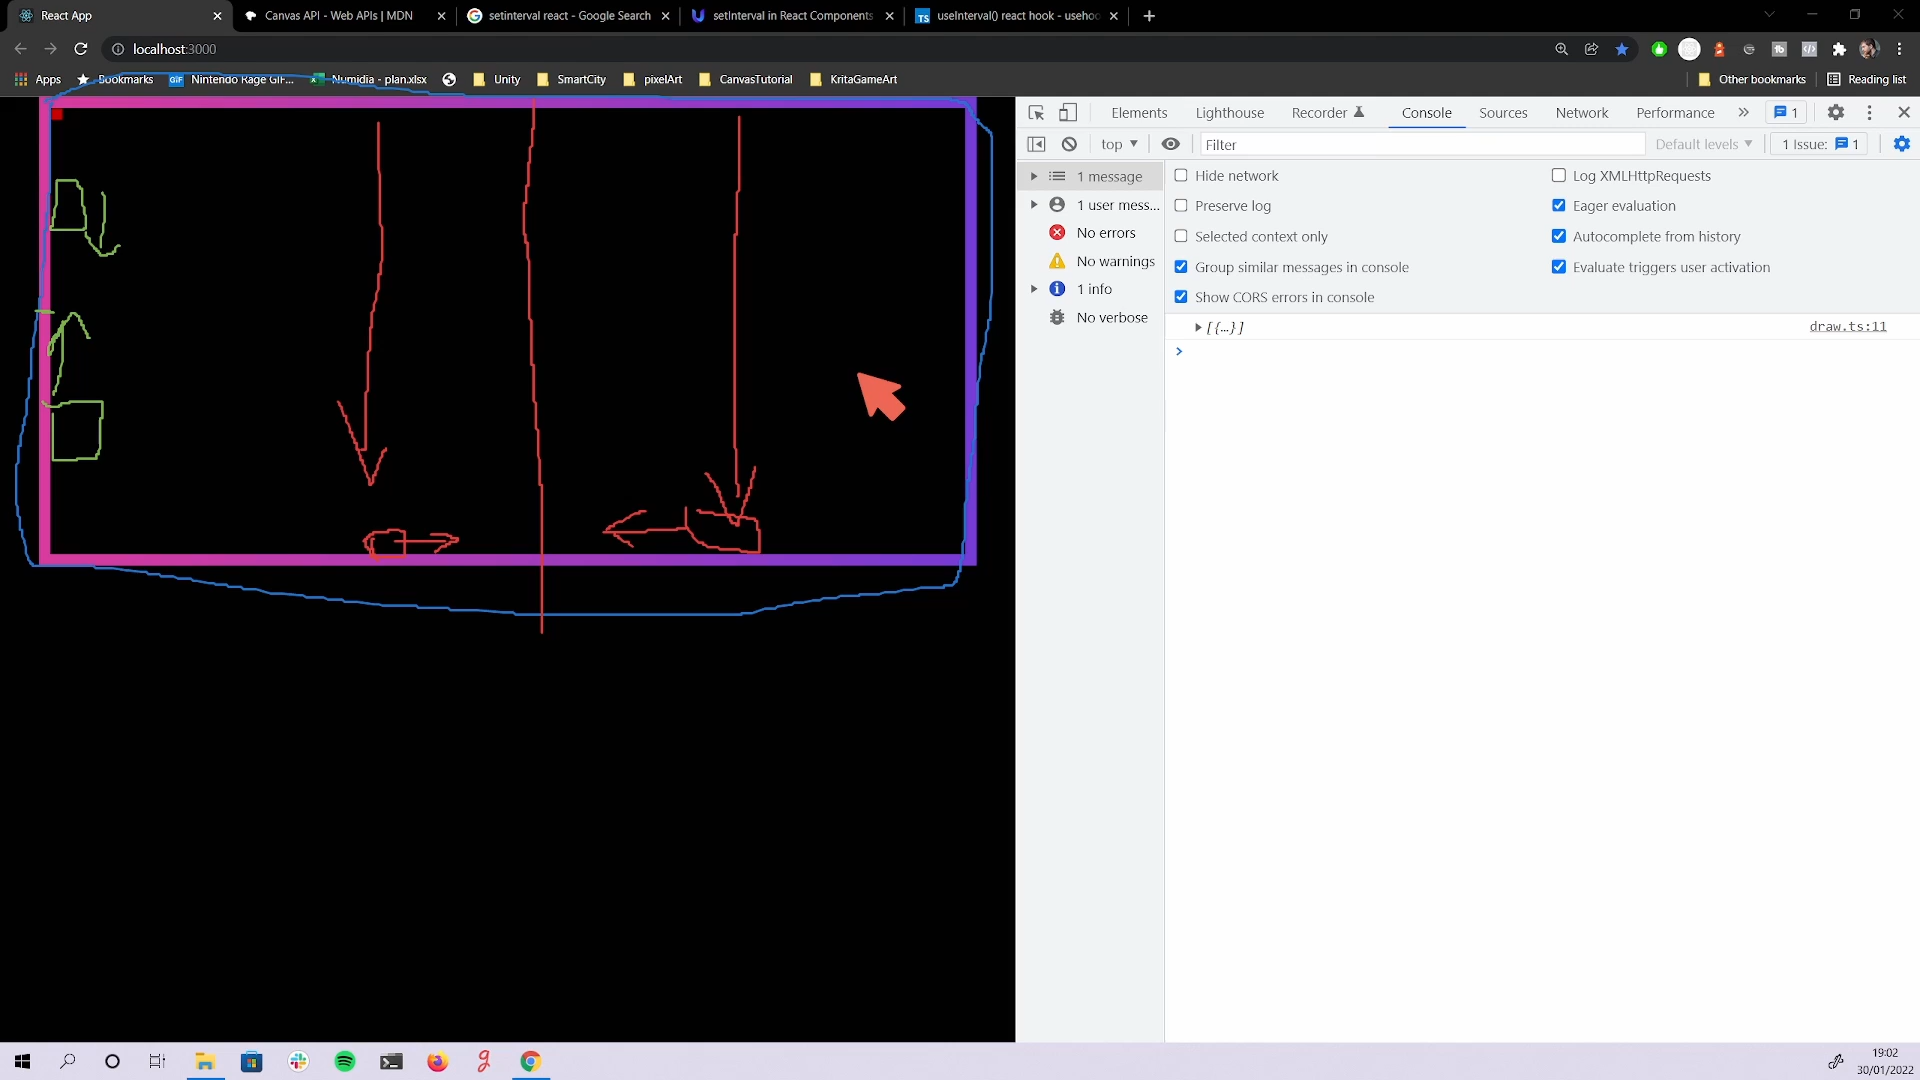 React App
Canvas API - Web APIs | MDN
setinterval react - Google Search
setInterval in React Components
TS
useInterval() react hook - usehoo
localhost:3000
Apps
Bookmarks
GIF
Nintendo Rage GIF...
Numidia - plan.xlsx
Unity
SmartCity
pixelArt
CanvasTutorial
KritaGameArt
Other bookmarks
Reading list
Elements
Lighthouse
Recorder
Console
Sources
Network
Performance
1
top
Filter
Default levels
1 Issue:
1
1 message
1 user mess...
No errors
No warnings
1 info
No verbose
Hide network
Preserve log
Selected context only
Group similar messages in console
Show CORS errors in console
Log XMLHttpRequests
Eager evaluation
Autocomplete from history
Evaluate triggers user activation
[{…}]
draw.ts:11
19:02
30/01/2022